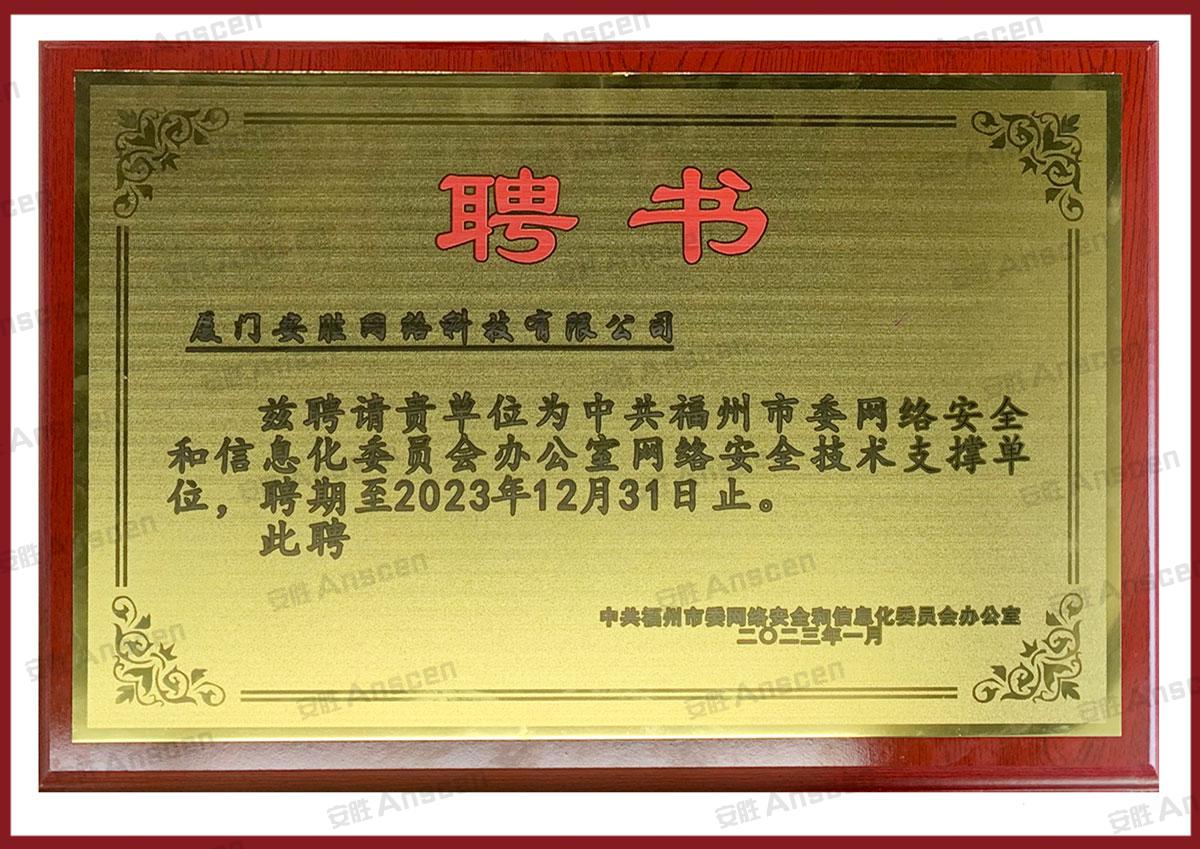 聘书
厦门安胜网络科技有限公司
兹聘请贵单位为中共福州市委网络安全
和信息化委员会办公室网络安全技术支撑单
位，聘期至2023年12月31日止。
此聘
中共福州市委网络安全和信息化委员会办公室
二〇二三年一月
安胜 Anscen